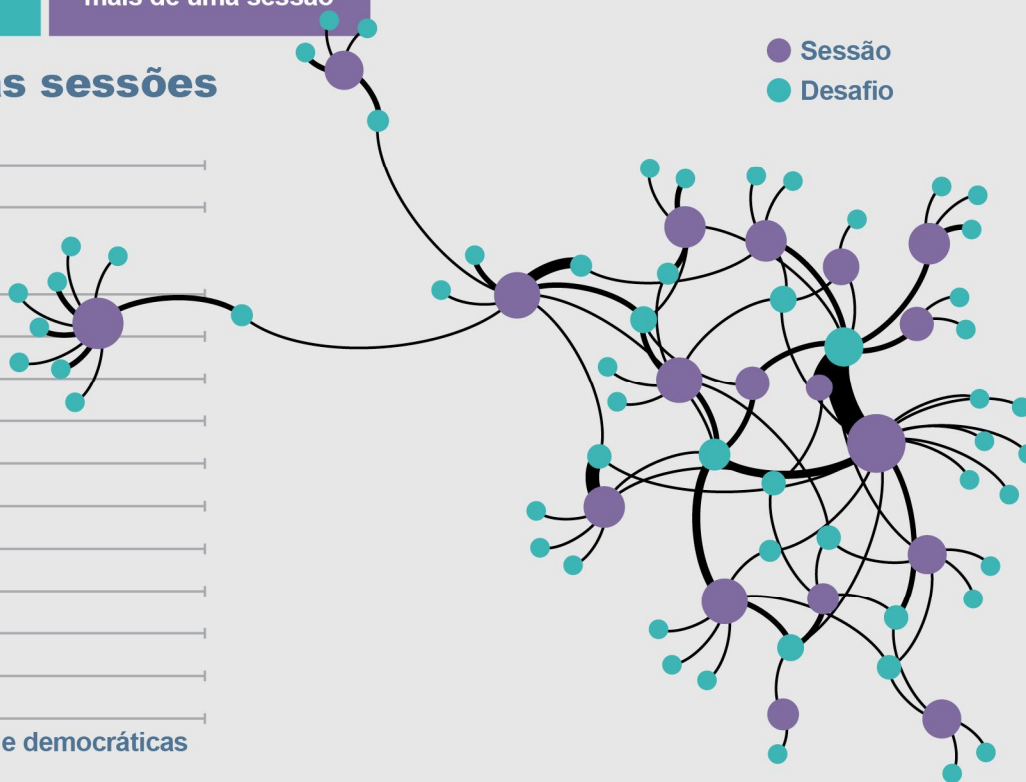 mais de uma sessão
Sessão
Desafio
sessões
e democráticas